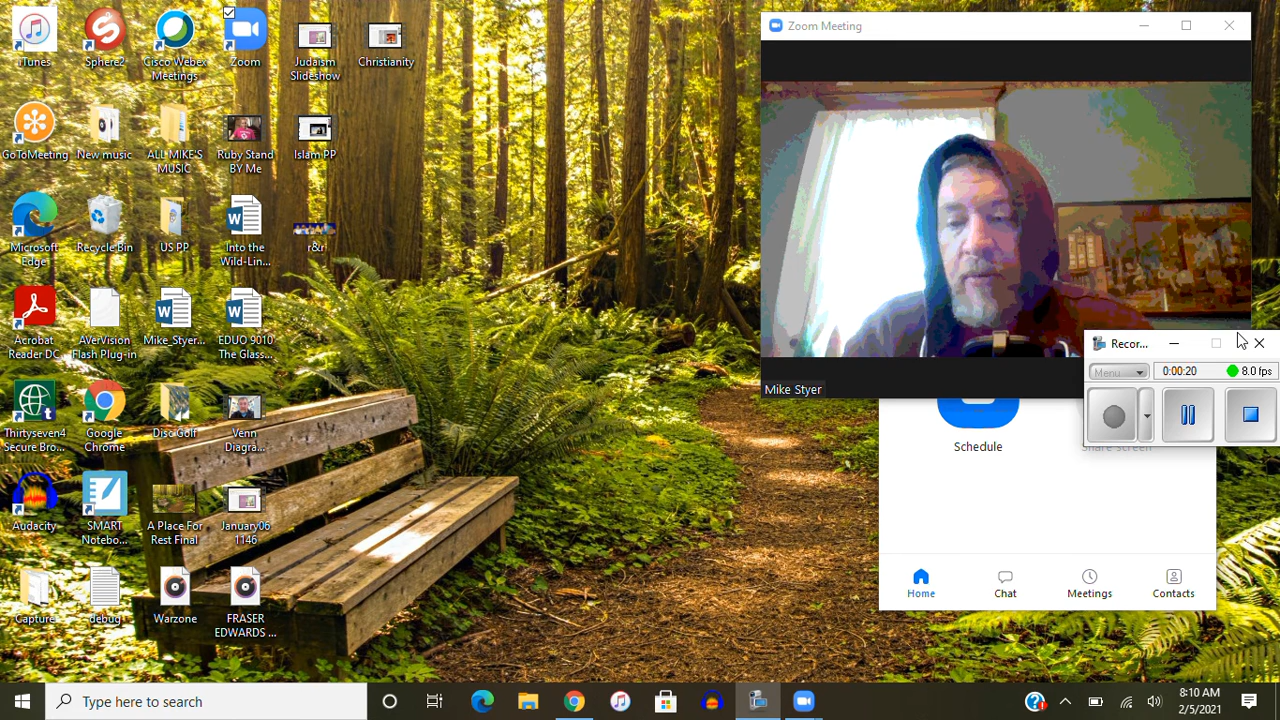 iTunes
Sphere2
Cisco Webex
Meetings
Zoom
Judaism
Slideshow
Christianity
GoToMeeting
New music
ALL MIKE'S
MUSIC
Ruby Stand
BY Me
Islam PP
Microsoft
Edge
Recycle Bin
US PP
Into the
Wild-Lin...
r&r
Acrobat
Reader DC
AVerVision
Flash Plug-in
Mike_Styer...
EDUO 9010
The Glass...
Thirtyseven4
Secure Bro...
Google
Chrome
Disc Golf
Venn
Diagra...
Audacity
SMART
Notebo...
A Place For
Rest Final
January06
1146
Capture
debug
Warzone
FRASER
EDWARDS ...
Zoom Meeting
Mike Styer
Recor...
Menu
0:00:20
8.0 fps
Schedule
Share screen
Home
Chat
Meetings
Contacts
Type here to search
8:10 AM
2/5/2021